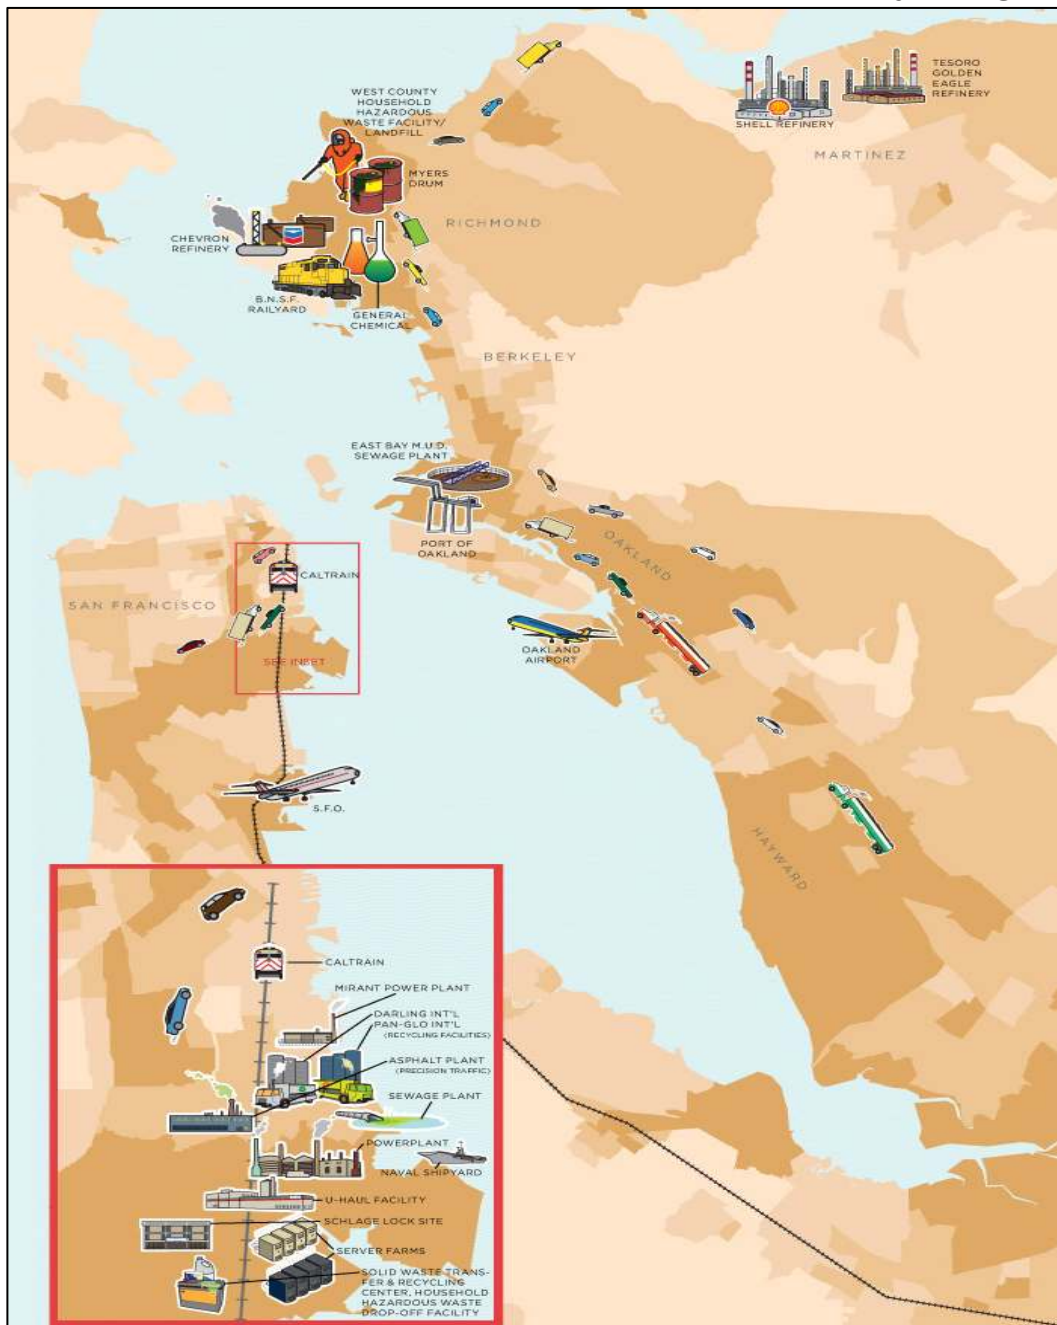 WEST COUNTY
HOUSEHOLD
HAZARDOUS
WASTE FACILITY/
LANDFILL
MYERS
DRUM
TESORO
GOLDEN
EAGLE
REFINERY
SHELL REFINERY
MARTINEZ
RICHMOND
CHEVRON
REFINERY
B.N.S.F.
RAILYARD
GENERAL
CHEMICAL
BERKELEY
EAST BAY M.U.D.
SEWAGE PLANT
PORT OF
OAKLAND
OAKLAND
CALTRAIN
SAN FRANCISCO
SEE INSET
OAKLAND
AIRPORT
S.F.O.
HAYWARD
CALTRAIN
MIRANT POWER PLANT
DARLING INT'L
PAN-GLO INT'L
(RECYCLING FACILITIES)
ASPHALT PLANT
(PRECISION TRAFFIC)
SEWAGE PLANT
POWERPLANT
NAVAL SHIPYARD
U-HAUL FACILITY
SCHLAGE LOCK SITE
SERVER FARMS
SOLID WASTE TRANS-
FER & RECYCLING
CENTER, HOUSEHOLD
HAZARDOUS WASTE
DROP-OFF FACILITY